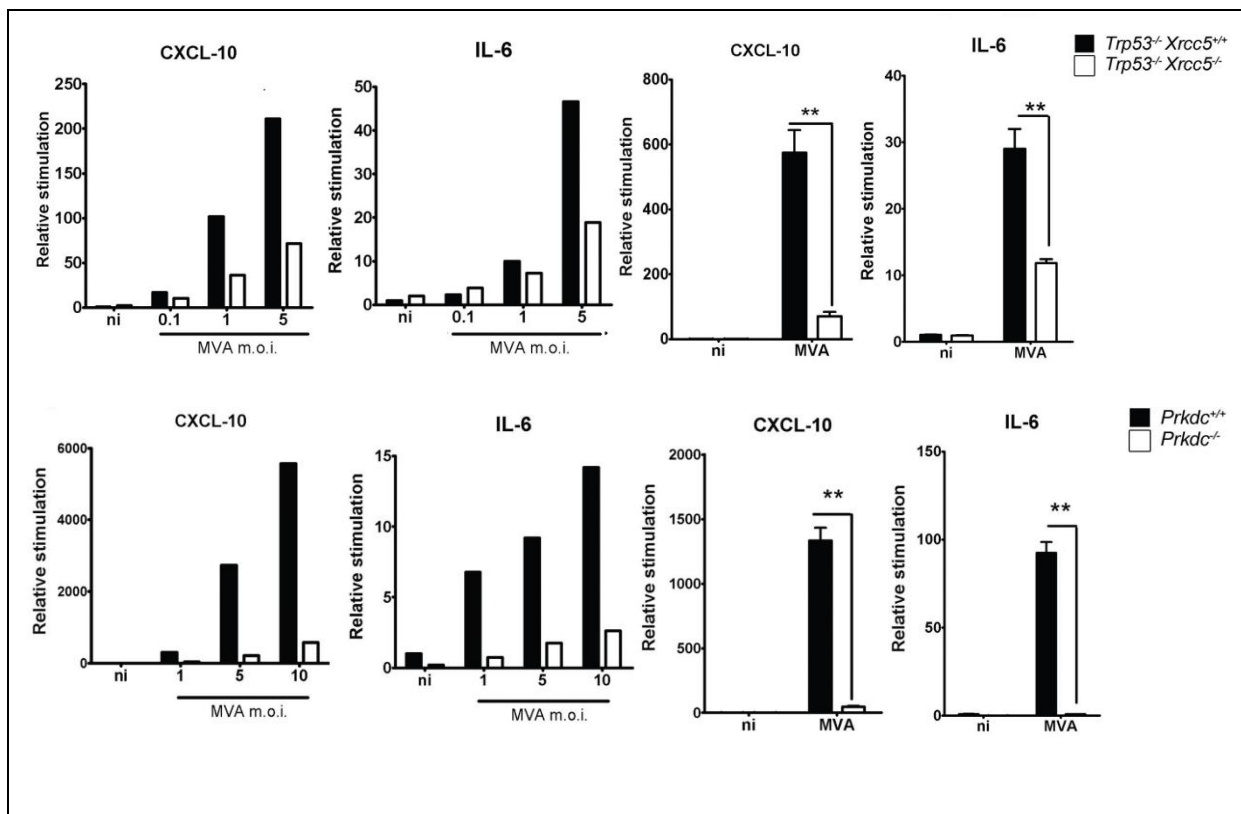 CXCL-10
Relative stimulation
250
200
150
100
50
0
ni
0.1
1
5
MVA m.o.i.
IL-6
Relative stimulation
50
40
30
20
10
0
ni
0.1
1
5
MVA m.o.i.
CXCL-10
Relative stimulation
800
600
400
200
0
**
ni
MVA
IL-6
Relative stimulation
40
30
20
10
0
**
ni
MVA
Trp53-/- Xrcc5+/+
Trp53-/- Xrcc5-/-
CXCL-10
Relative stimulation
6000
4000
2000
0
ni
1
5
10
MVA m.o.i.
IL-6
Relative stimulation
15
10
5
0
ni
1
5
10
MVA m.o.i.
CXCL-10
Relative stimulation
2000
1500
1000
500
0
**
ni
MVA
IL-6
Relative stimulation
150
100
50
0
**
ni
MVA
Prkdc+/+
Prkdc-/-